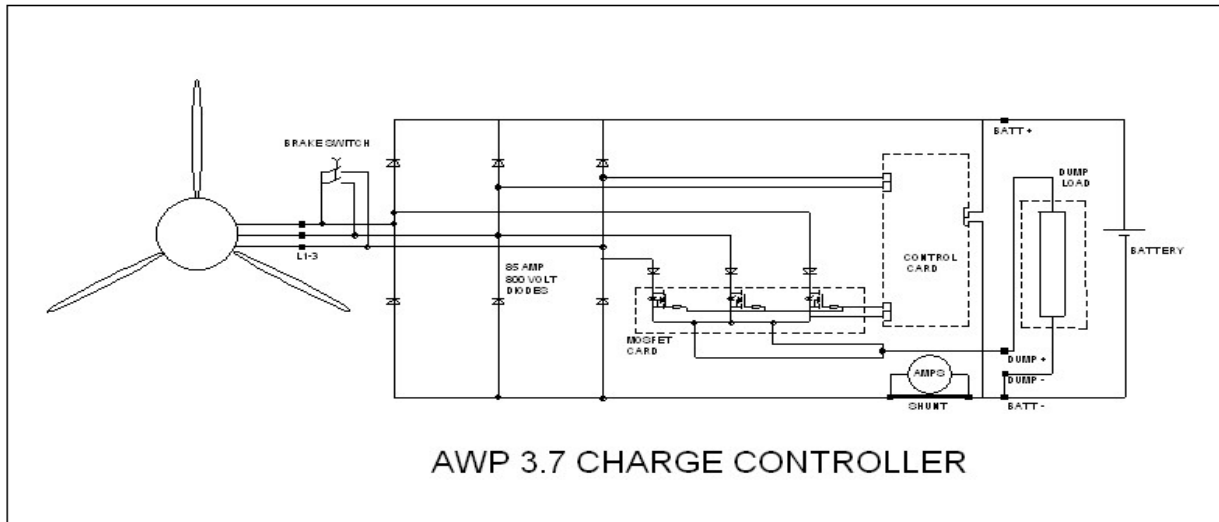 BRAKE SWITCH
BATT +
DUMP
LOAD
L1-3
BATTERY
85 AMP
800 VOLT
DIODES
CONTROL
CARD
MOSFET
CARD
DUMP +
AMPS
DUMP -
SHUNT
BATT -
AWP 3.7 CHARGE CONTROLLER